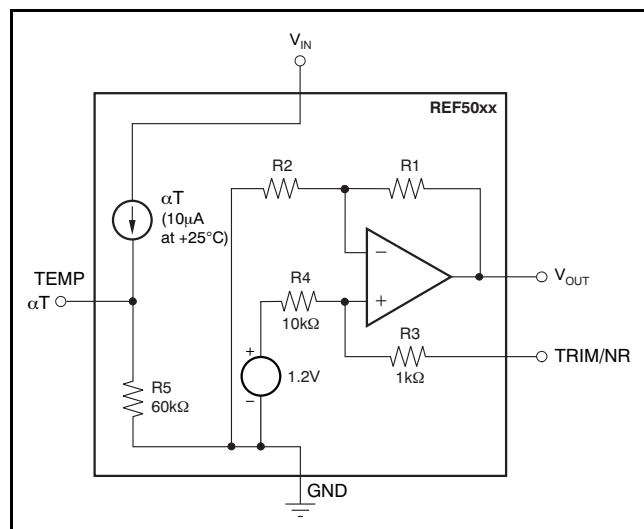 V_IN
REF50xx
R2
R1
αT
(10μA
at +25°C)
TEMP
αT
R4
10kΩ
−
+
V_OUT
R3
1kΩ
TRIM/NR
+
1.2V
−
R5
60kΩ
GND